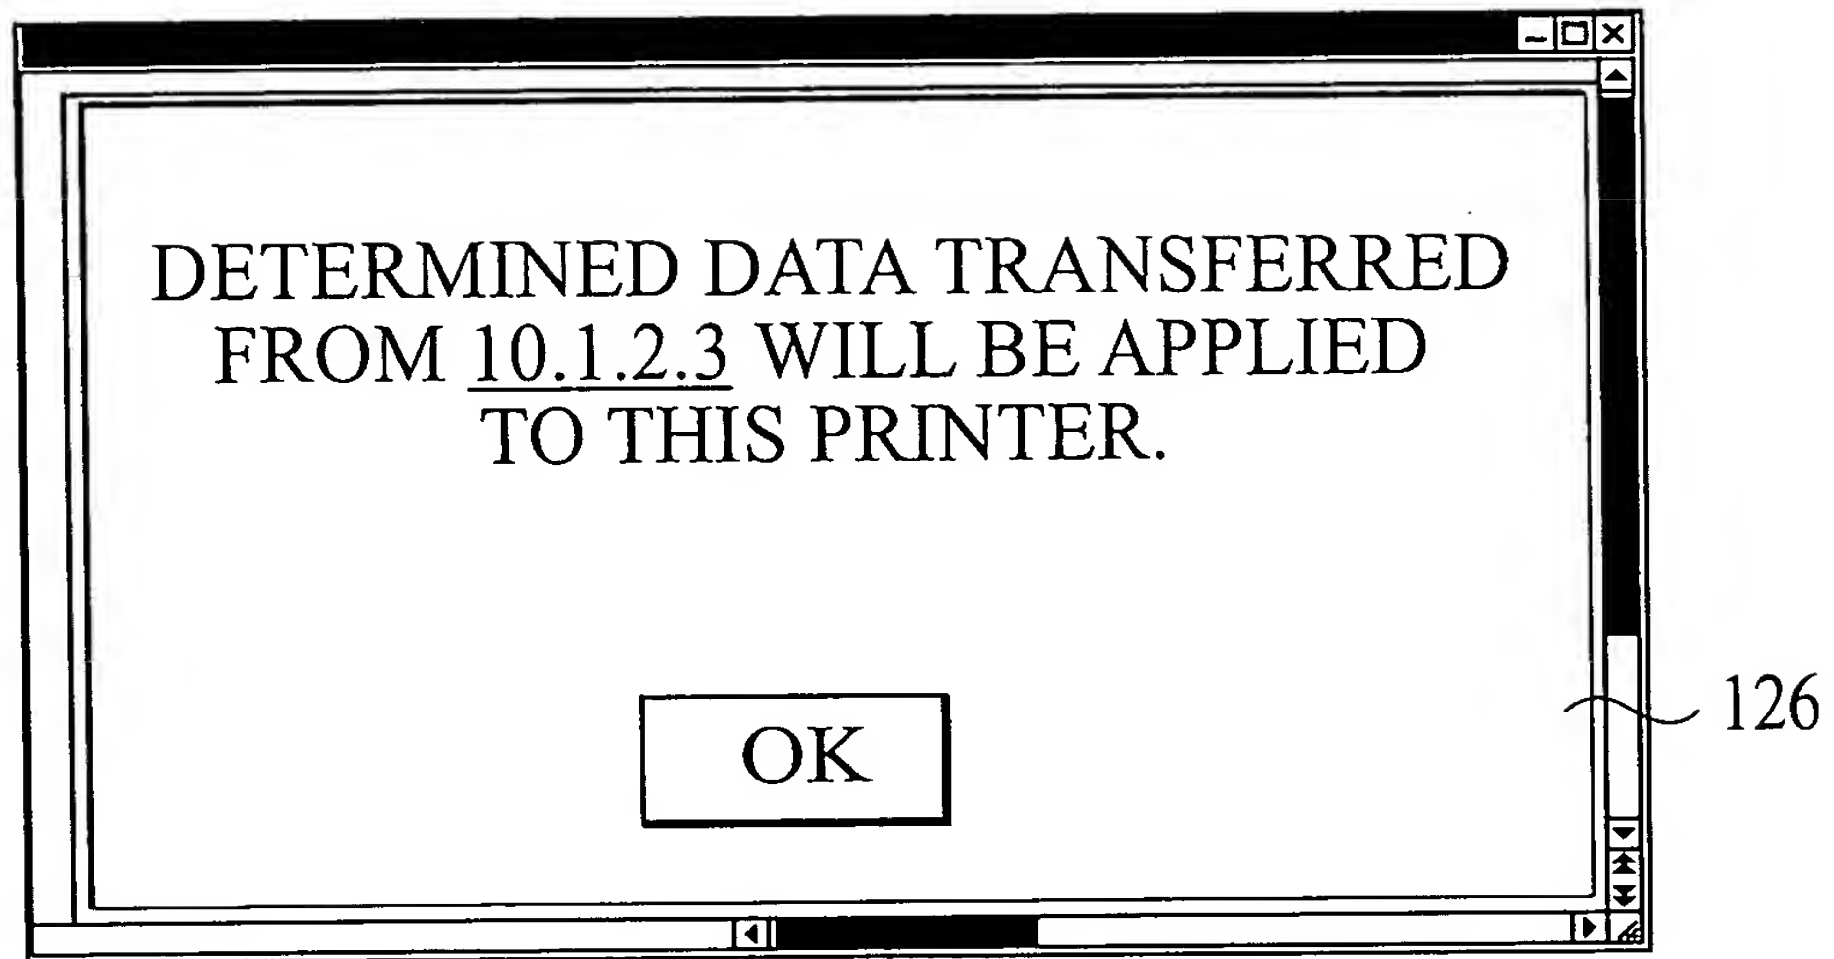 DETERMINED DATA TRANSFERRED
FROM 10.1.2.3 WILL BE APPLIED
TO THIS PRINTER.
OK
126